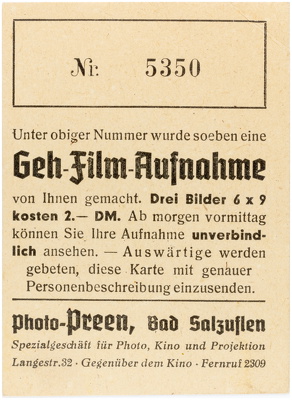 Nr. 5350
Unter obiger Nummer wurde soeben eine
Geh-Film-Aufnahme
von Ihnen gemacht. Drei Bilder 6 x 9
kosten 2.— DM. Ab morgen vormittag
können Sie Ihre Aufnahme unverbind-
lich ansehen. — Auswärtige werden
gebeten, diese Karte mit genauer
Personenbeschreibung einzusenden.
Photo-Preen, Bad Salzuflen
Spezialgeschäft für Photo, Kino und Projektion
Langestr. 32 · Gegenüber dem Kino · Fernruf 2309